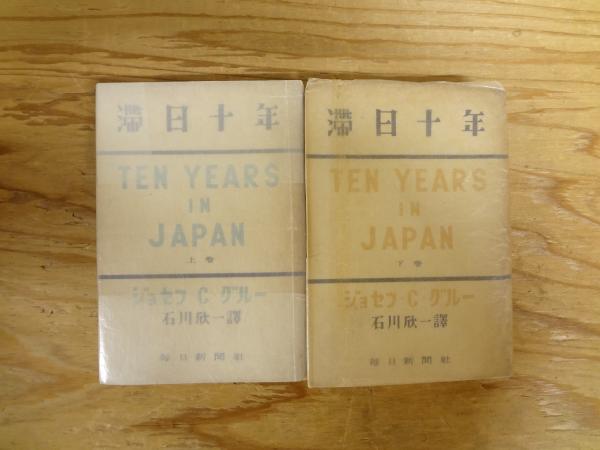 滯日十年
TEN YEARS
IN
JAPAN
上巻
ジョセフ・C・グルー
石川欣一譯
毎日新聞社
滯日十年
TEN YEARS
IN
JAPAN
下巻
ジョセフ・C・グルー
石川欣一譯
毎日新聞社